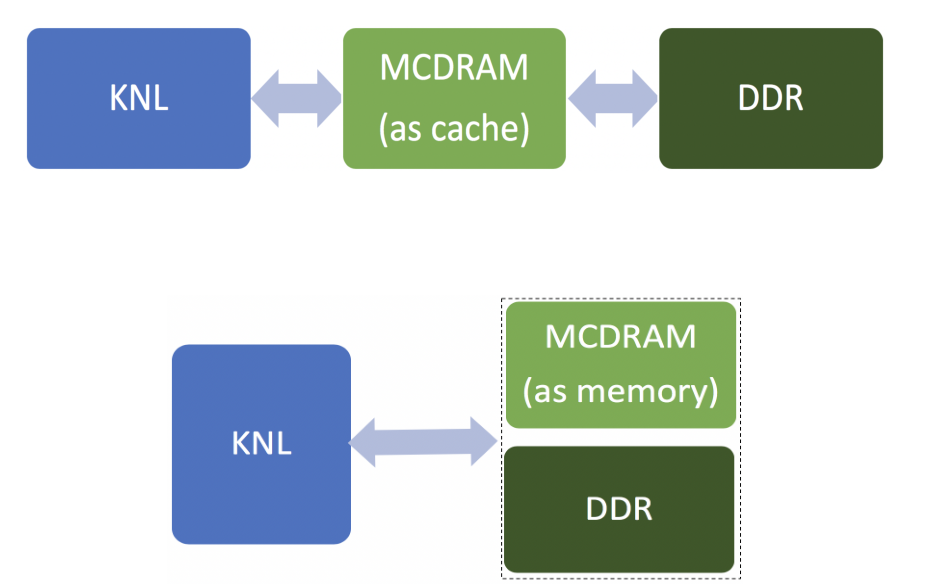 KNL
MCDRAM
(as cache)
DDR
KNL
MCDRAM
(as memory)
DDR